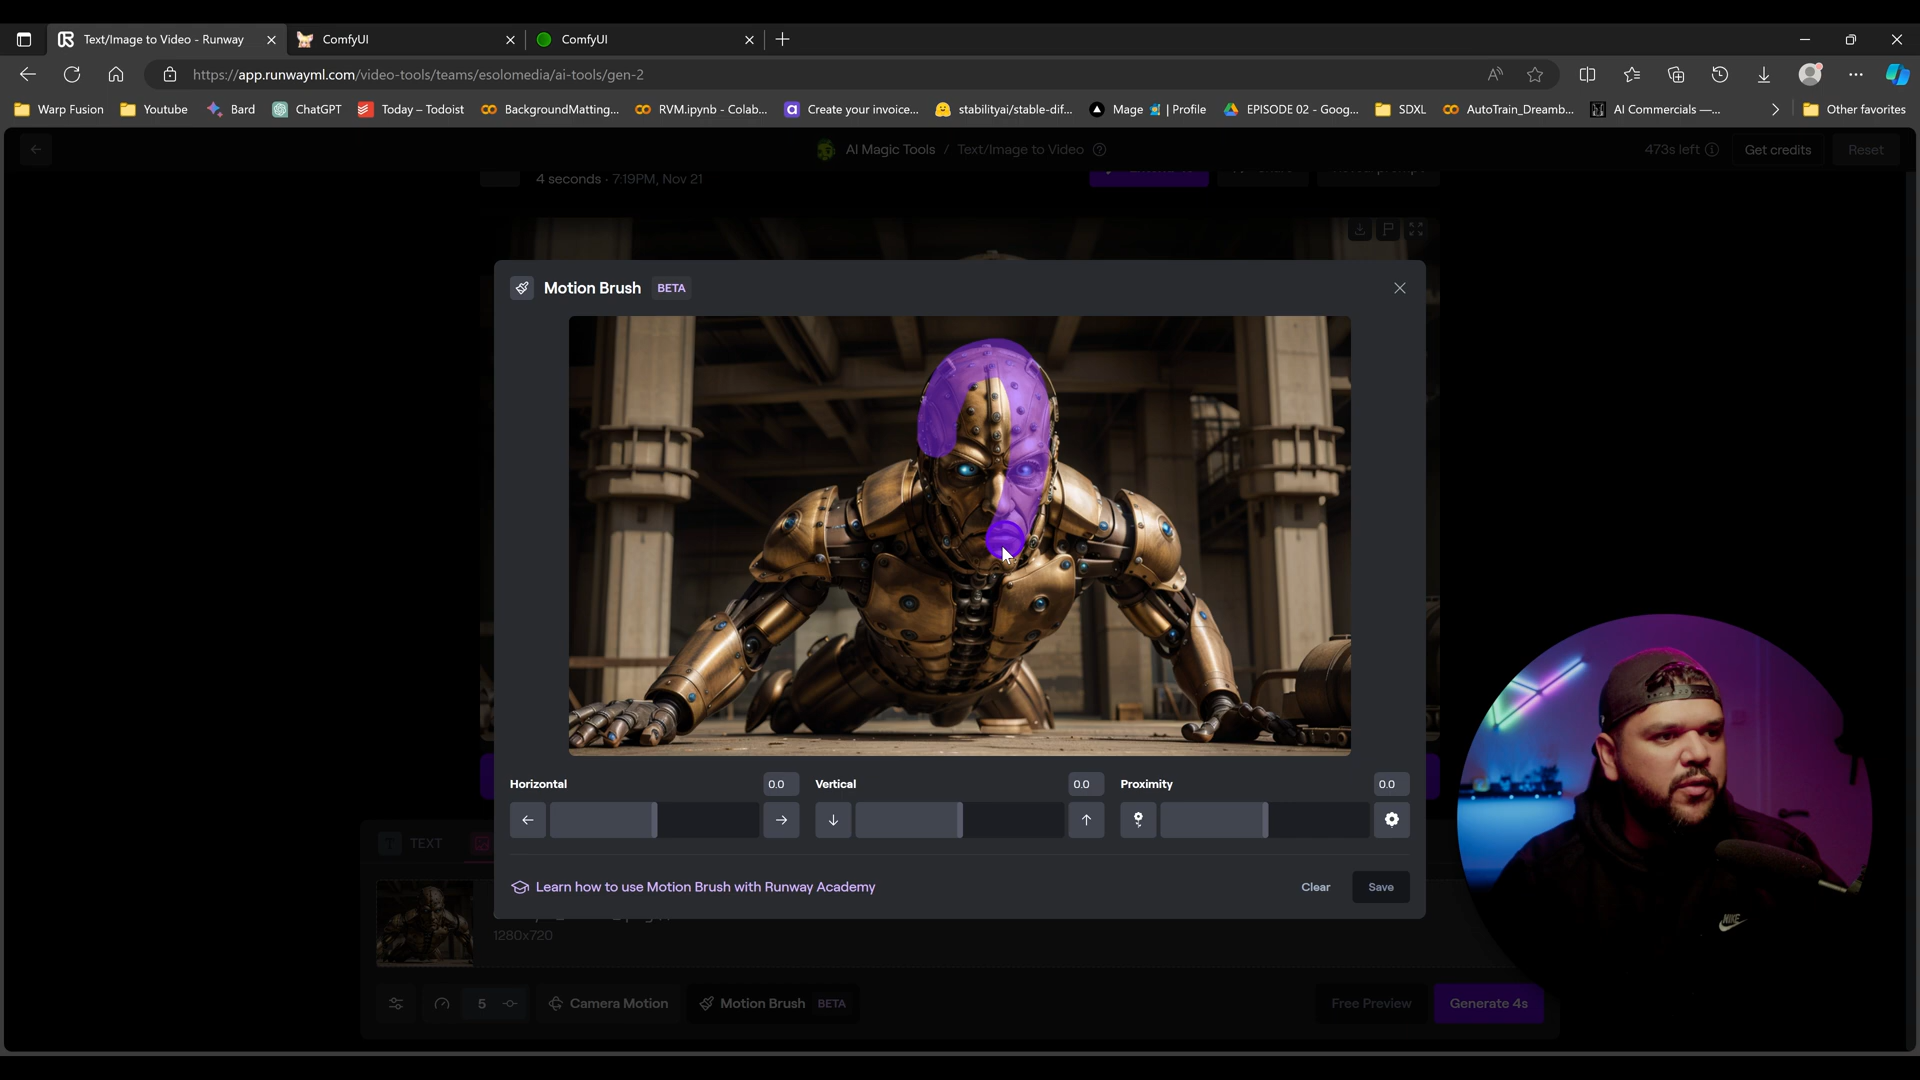 Text/Image to Video - Runway
ComfyUI
ComfyUI
https://app.runwayml.com/video-tools/teams/esolomedia/ai-tools/gen-2
Warp Fusion
Youtube
Bard
ChatGPT
Today – Todoist
BackgroundMatting...
RVM.ipynb - Colab...
Create your invoice...
stabilityai/stable-dif...
Mage
| Profile
EPISODE 02 - Goog...
SDXL
AutoTrain_Dreamb...
AI Commercials —...
Other favorites
AI Magic Tools / Text/Image to Video
473s left
Get credits
Reset
4 seconds · 7:19PM, Nov 21
Motion Brush BETA
Horizontal 0.0
Vertical 0.0
Proximity 0.0
TEXT
Learn how to use Motion Brush with Runway Academy
Clear
Save
1280x720
5
Camera Motion
Motion Brush BETA
Free Preview
Generate 4s
NIKE